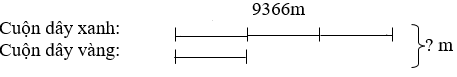 9366m
Cuộn dây xanh:
Cuộn dây vàng:
? m